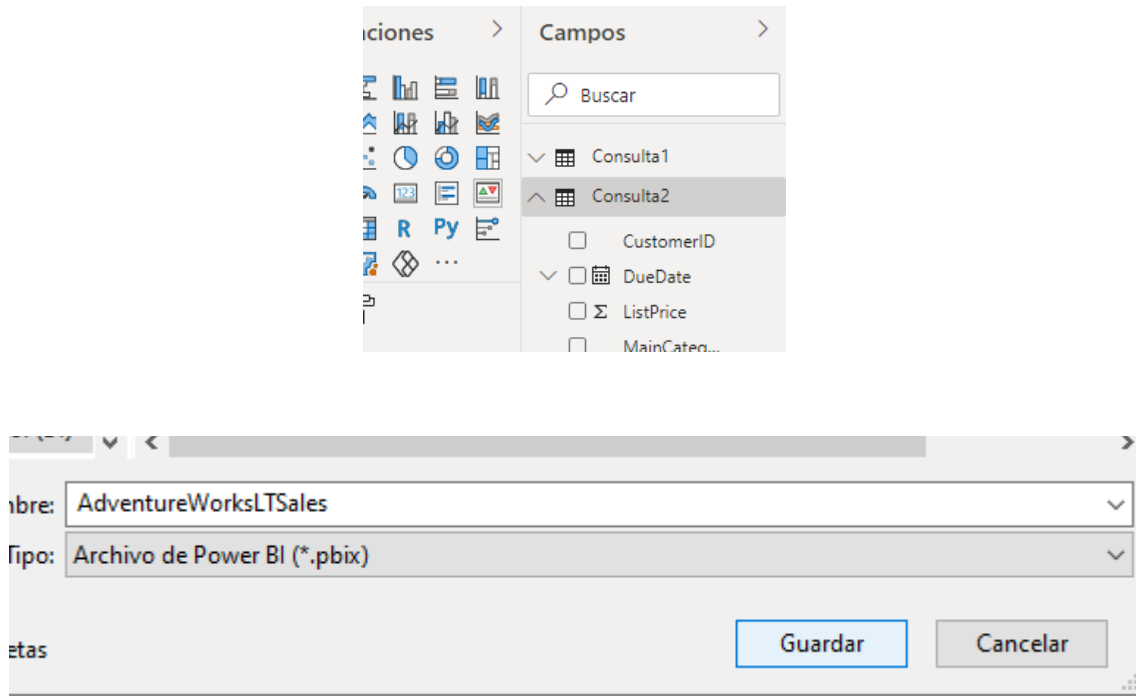 ciones
Campos
Buscar
123
R
Py
Consulta1
Consulta2
CustomerID
DueDate
Σ ListPrice
MainCateg...
nbre: AdventureWorksLTSales
Tipo: Archivo de Power BI (*.pbix)
etas
Guardar
Cancelar